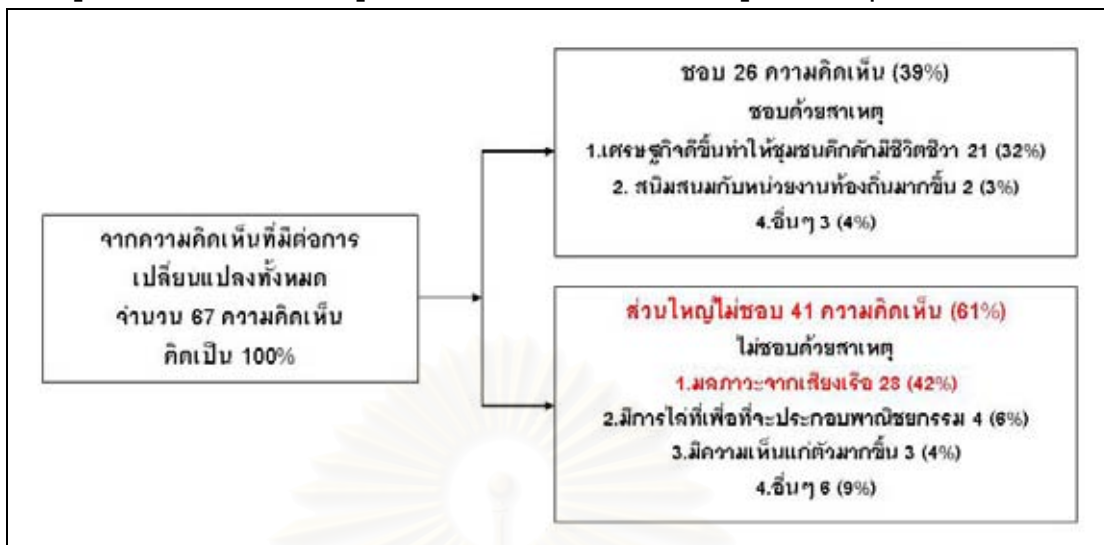 จากความคิดเห็นที่มีต่อการ
เปลี่ยนแปลงทั้งหมด
จำนวน 67 ความคิดเห็น
คิดเป็น 100%
ชอบ 26 ความคิดเห็น (39%)
ชอบด้วยสาเหตุ
1.เศรษฐกิจดีขึ้นทำให้ชุมชนคึกคักมีชีวิตชีวา 21 (32%)
2. สนิมสนมกับหน่วยงานท้องถิ่นมากขึ้น 2 (3%)
4.อื่นๆ 3 (4%)
ส่วนใหญ่ไม่ชอบ 41 ความคิดเห็น (61%)
ไม่ชอบด้วยสาเหตุ
1.มลภาวะจากเสียงเรือ 28 (42%)
2.มีการไล่ที่เพื่อที่จะประกอบพาณิชยกรรม 4 (6%)
3.มีความเห็นแก่ตัวมากขึ้น 3 (4%)
4.อื่นๆ 6 (9%)